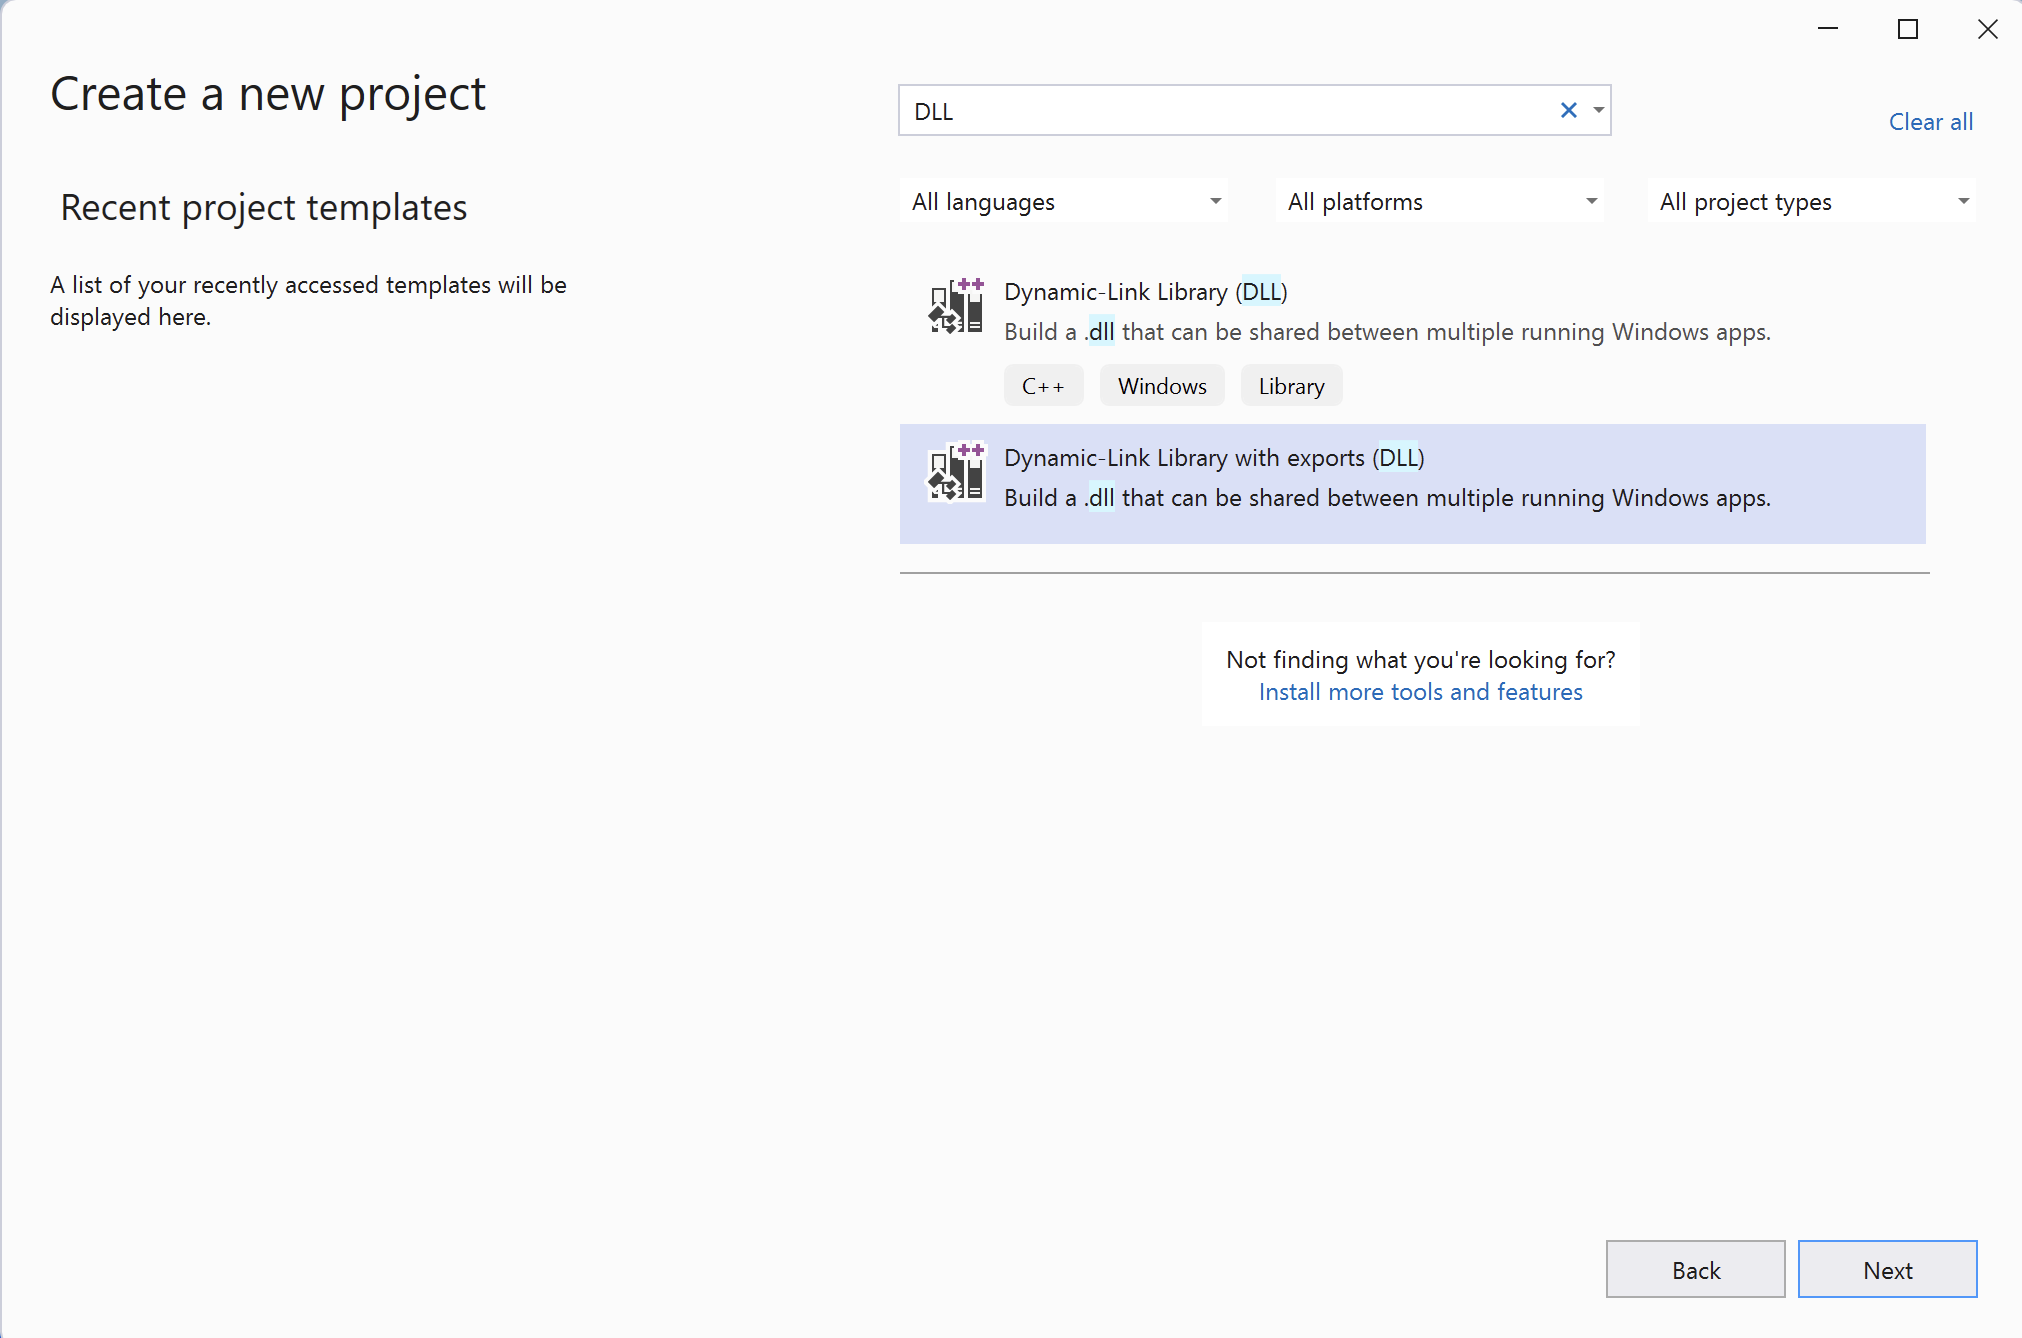 Create a new project
DLL
Clear all
Recent project templates
All languages
All platforms
All project types
A list of your recently accessed templates will be
displayed here.
Dynamic-Link Library (DLL)
Build a .dll that can be shared between multiple running Windows apps.
C++
Windows
Library
Dynamic-Link Library with exports (DLL)
Build a .dll that can be shared between multiple running Windows apps.
Not finding what you're looking for?
Install more tools and features
Back
Next